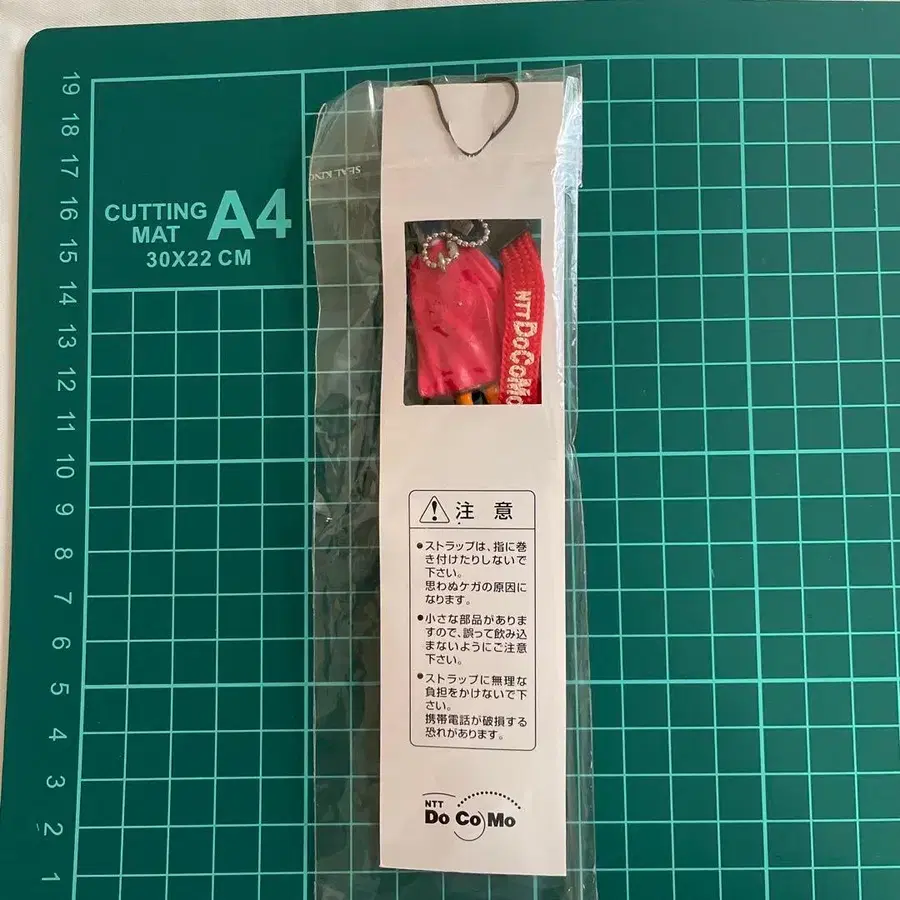 19
18
17
16
15
14
13
12
11
10
9
8
7
6
5
4
3
2
1
CUTTING
MAT
A4
30X22 CM
SEAL KING
NTT DoCoMo
注 意
●ストラップは、指に巻
き付けたりしないで
下さい。
思わぬケガの原因に
なります。
●小さな部品がありま
すので、誤って飲み込
まないようにご注意
下さい。
●ストラップに無理な
負担をかけないで下
さい。
携帯電話が破損する
恐れがあります。
NTT
Do Co Mo